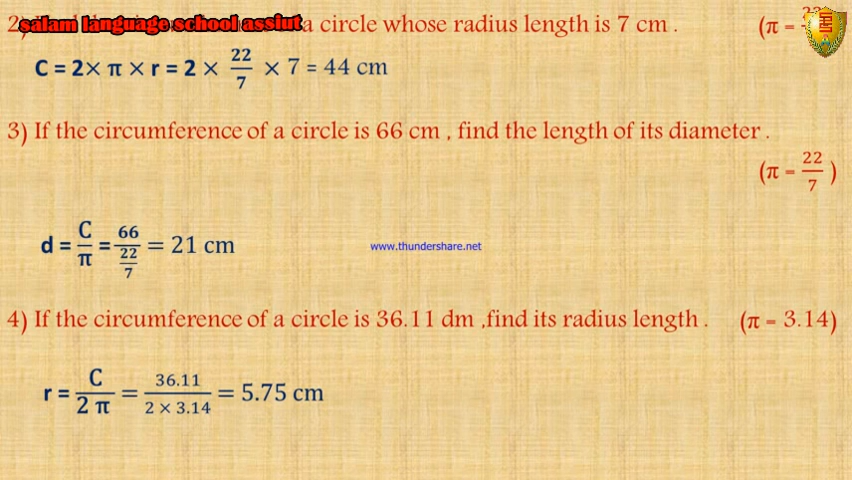 salam language school assiut
2) a circle whose radius length is 7 cm . (π =
C = 2× π × r = 2 × 22/7 × 7 = 44 cm
3) If the circumference of a circle is 66 cm , find the length of its diameter .
(π = 22/7 )
d = C/π = 66/(22/7) = 21 cm
www.thundershare.net
4) If the circumference of a circle is 36.11 dm ,find its radius length . (π = 3.14)
r = C/(2 π) = 36.11/(2 × 3.14) = 5.75 cm